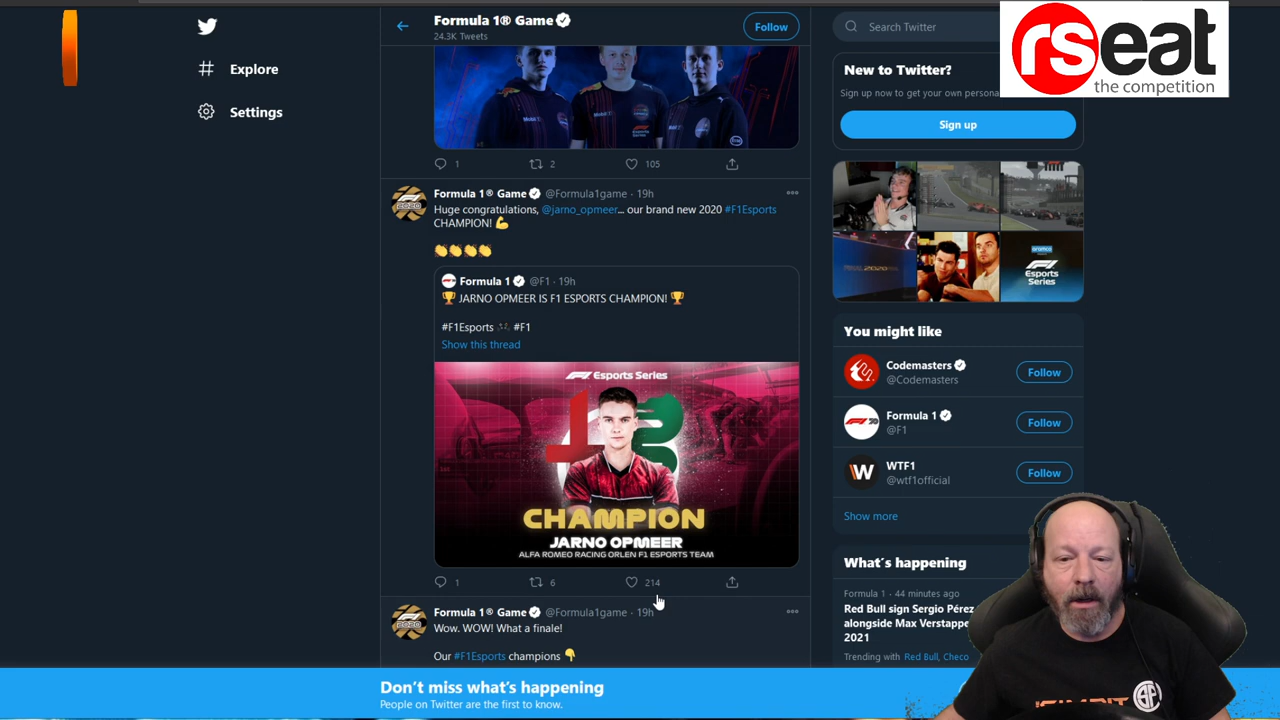 Formula 1® Game
24.3K Tweets
Follow
Explore
Settings
1
2
105
Formula 1® Game @Formula1game · 19h
Huge congratulations, @jarno_opmeer... our brand new 2020 #F1Esports
CHAMPION! 💪
👏👏👏👏
Formula 1 @F1 · 19h
🏆 JARNO OPMEER IS F1 ESPORTS CHAMPION! 🏆
#F1Esports 🎮 #F1
Show this thread
F1 Esports Series
CHAMPION
JARNO OPMEER
ALFA ROMEO RACING ORLEN F1 ESPORTS TEAM
1
6
214
Formula 1® Game @Formula1game · 19h
Wow. WOW! What a finale!
Our #F1Esports champions 👇
Search Twitter
rseat
the competition
New to Twitter?
Sign up now to get your own persona
Sign up
aramco
F1
Esports
Series
You might like
Codemasters
@Codemasters
Follow
Formula 1
@F1
Follow
WTF1
@wtf1official
Follow
Show more
What's happening
Formula 1 · 44 minutes ago
Red Bull sign Sergio Pérez
alongside Max Verstappe
2021
Trending with Red Bull, Checo
Don't miss what's happening
People on Twitter are the first to know.